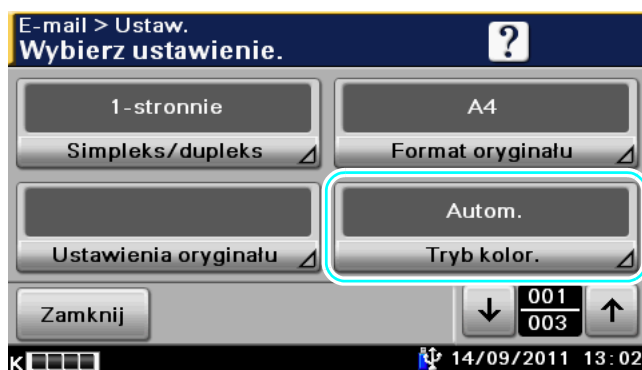 E-mail > Ustaw.
Wybierz ustawienie.
?
1-stronnie
Simpleks/dupleks
A4
Format oryginału
Ustawienia oryginału
Autom.
Tryb kolor.
Zamknij
↓ 001 ↑
003
K
14/09/2011 13:02